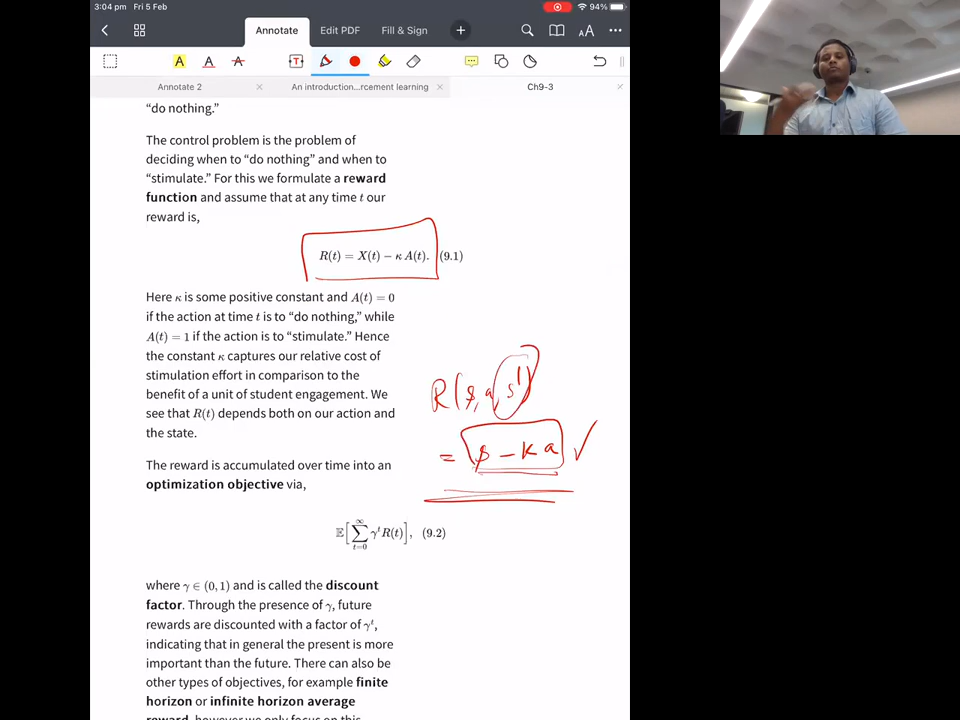 3:04 pm Fri 5 Feb
94%
Annotate
Edit PDF
Fill & Sign
AA
A
A
A
T
Annotate 2
An introduction...rcement learning
Ch9-3
“do nothing.”
The control problem is the problem of
deciding when to “do nothing” and when to
“stimulate.” For this we formulate a reward
function and assume that at any time t our
reward is,
R(t) = X(t) − κ A(t). (9.1)
Here κ is some positive constant and A(t) = 0
if the action at time t is to “do nothing,” while
A(t) = 1 if the action is to “stimulate.” Hence
the constant κ captures our relative cost of
stimulation effort in comparison to the
benefit of a unit of student engagement. We
see that R(t) depends both on our action and
the state.
R(s, a, s')
= s − κ a ✓
The reward is accumulated over time into an
optimization objective via,
𝔼[∑_{t=0}^{∞} γ^t R(t)], (9.2)
where γ ∈ (0, 1) and is called the discount
factor. Through the presence of γ, future
rewards are discounted with a factor of γ^t,
indicating that in general the present is more
important than the future. There can also be
other types of objectives, for example finite
horizon or infinite horizon average
reward, however we only focus on this